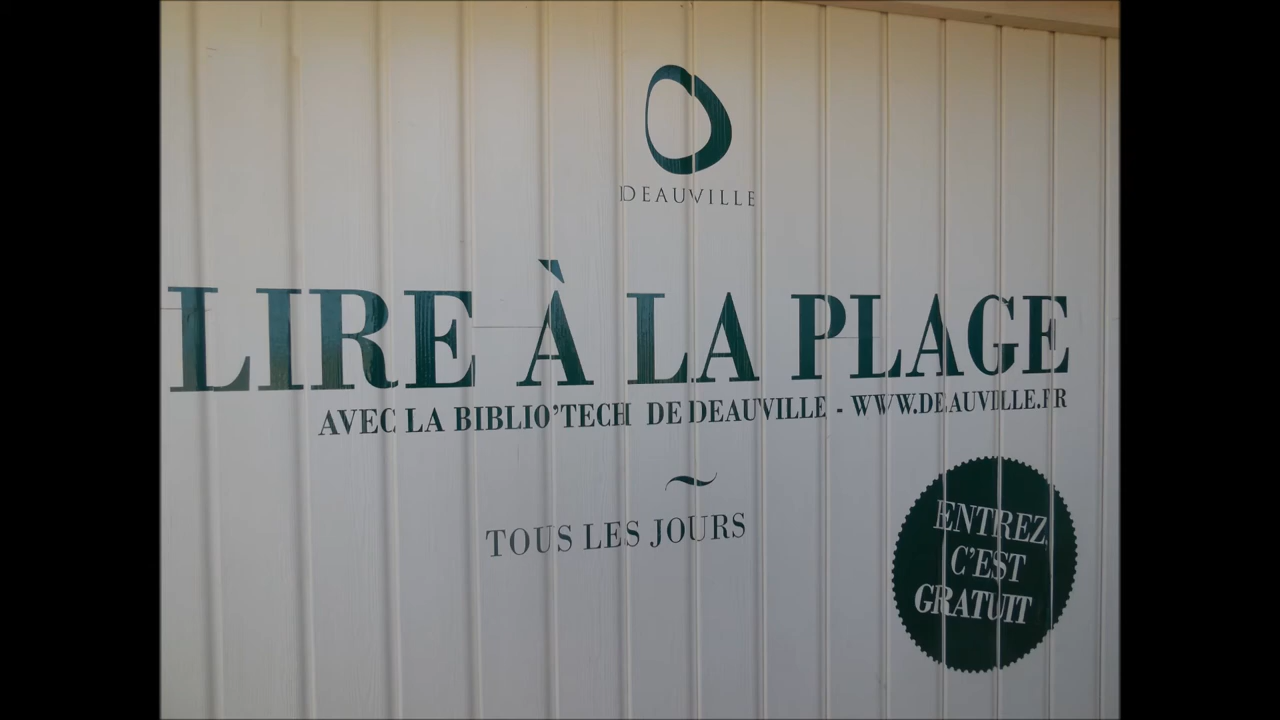 DEAUVILLE
LIRE À LA PLAGE
AVEC LA BIBLIO'TECH DE DEAUVILLE - WWW.DEAUVILLE.FR
~
TOUS LES JOURS
ENTREZ,
C'EST
GRATUIT